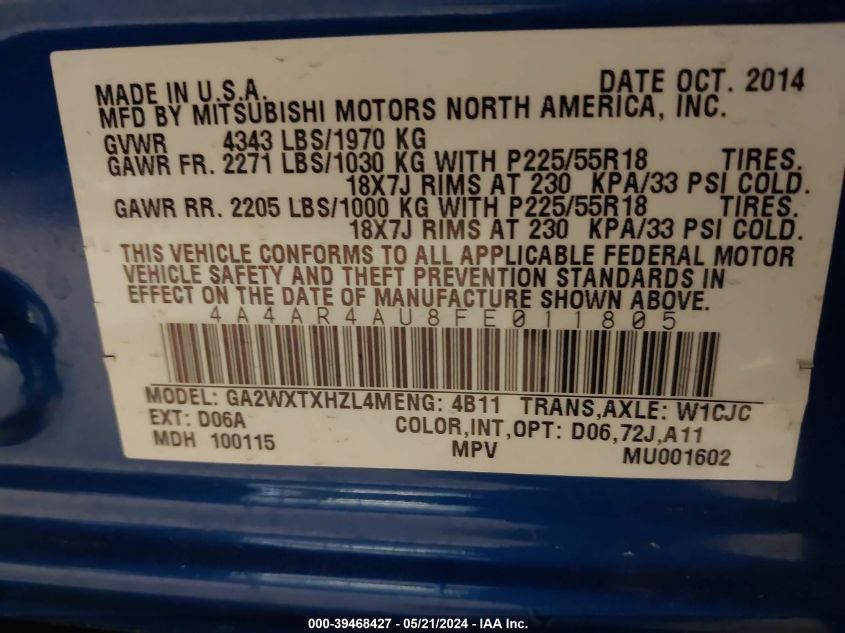 MADE IN U.S.A. DATE OCT. 2014
MFD BY MITSUBISHI MOTORS NORTH AMERICA, INC.
GVWR 4343 LBS/1970 KG
GAWR FR. 2271 LBS/1030 KG WITH P225/55R18 TIRES.
18X7J RIMS AT 230 KPA/33 PSI COLD.
GAWR RR. 2205 LBS/1000 KG WITH P225/55R18 TIRES.
18X7J RIMS AT 230 KPA/33 PSI COLD.
THIS VEHICLE CONFORMS TO ALL APPLICABLE FEDERAL MOTOR
VEHICLE SAFETY AND THEFT PREVENTION STANDARDS IN
EFFECT ON THE DATE OF MANUFACTURE SHOWN ABOVE.
4A4AR4AU8FE011805
MODEL: GA2WXTXHZL4MENG: 4B11 TRANS,AXLE: W1CJC
EXT: D06A COLOR,INT,OPT: D06,72J,A11
MDH 100115 MPV MU001602
000-39468427 - 05/21/2024 - IAA Inc.